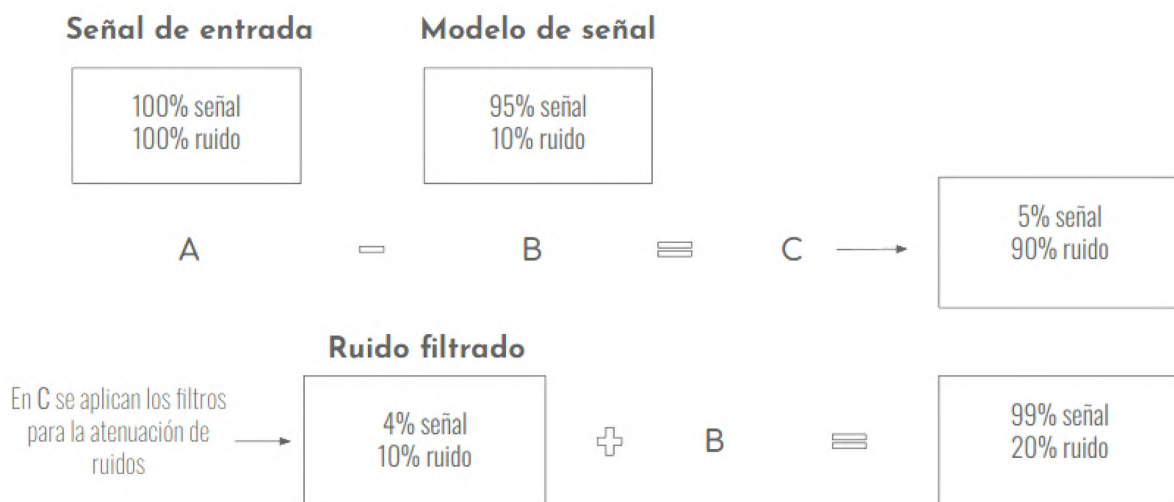 Señal de entrada
Modelo de señal
100% señal
100% ruido
95% señal
10% ruido
A
B
C
5% señal
90% ruido
Ruido filtrado
En C se aplican los filtros
para la atenuación de
ruidos
4% señal
10% ruido
B
99% señal
20% ruido